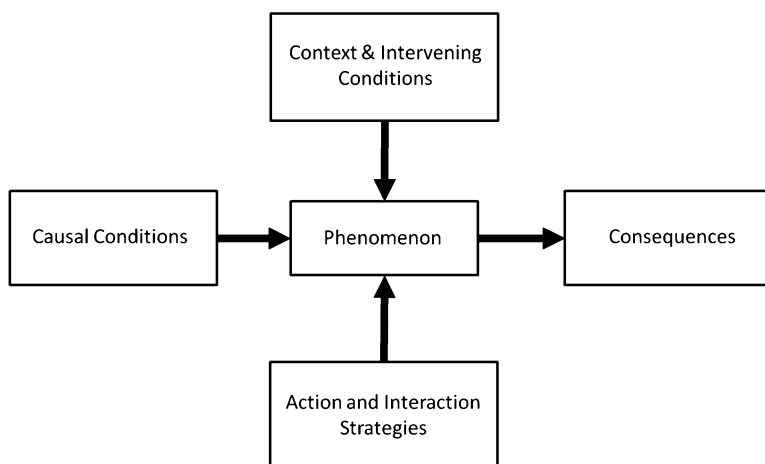 Context & Intervening
Conditions
Causal Conditions
Phenomenon
Consequences
Action and Interaction
Strategies